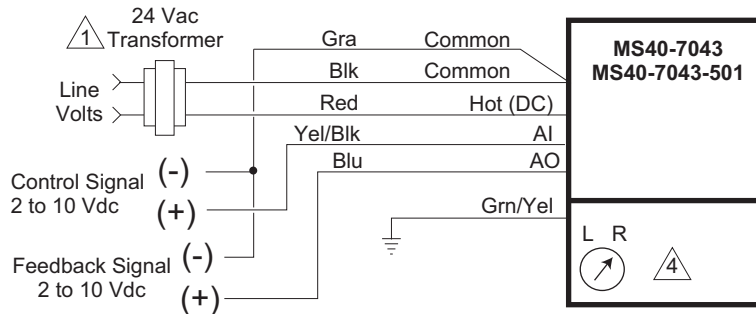 24 Vac
1 Transformer
Line
Volts
Gra Common
Blk Common
Red Hot (DC)
Yel/Blk AI
Blu AO
Grn/Yel
Control Signal (-)
2 to 10 Vdc (+)
Feedback Signal (-)
2 to 10 Vdc (+)
MS40-7043
MS40-7043-501
L R
4